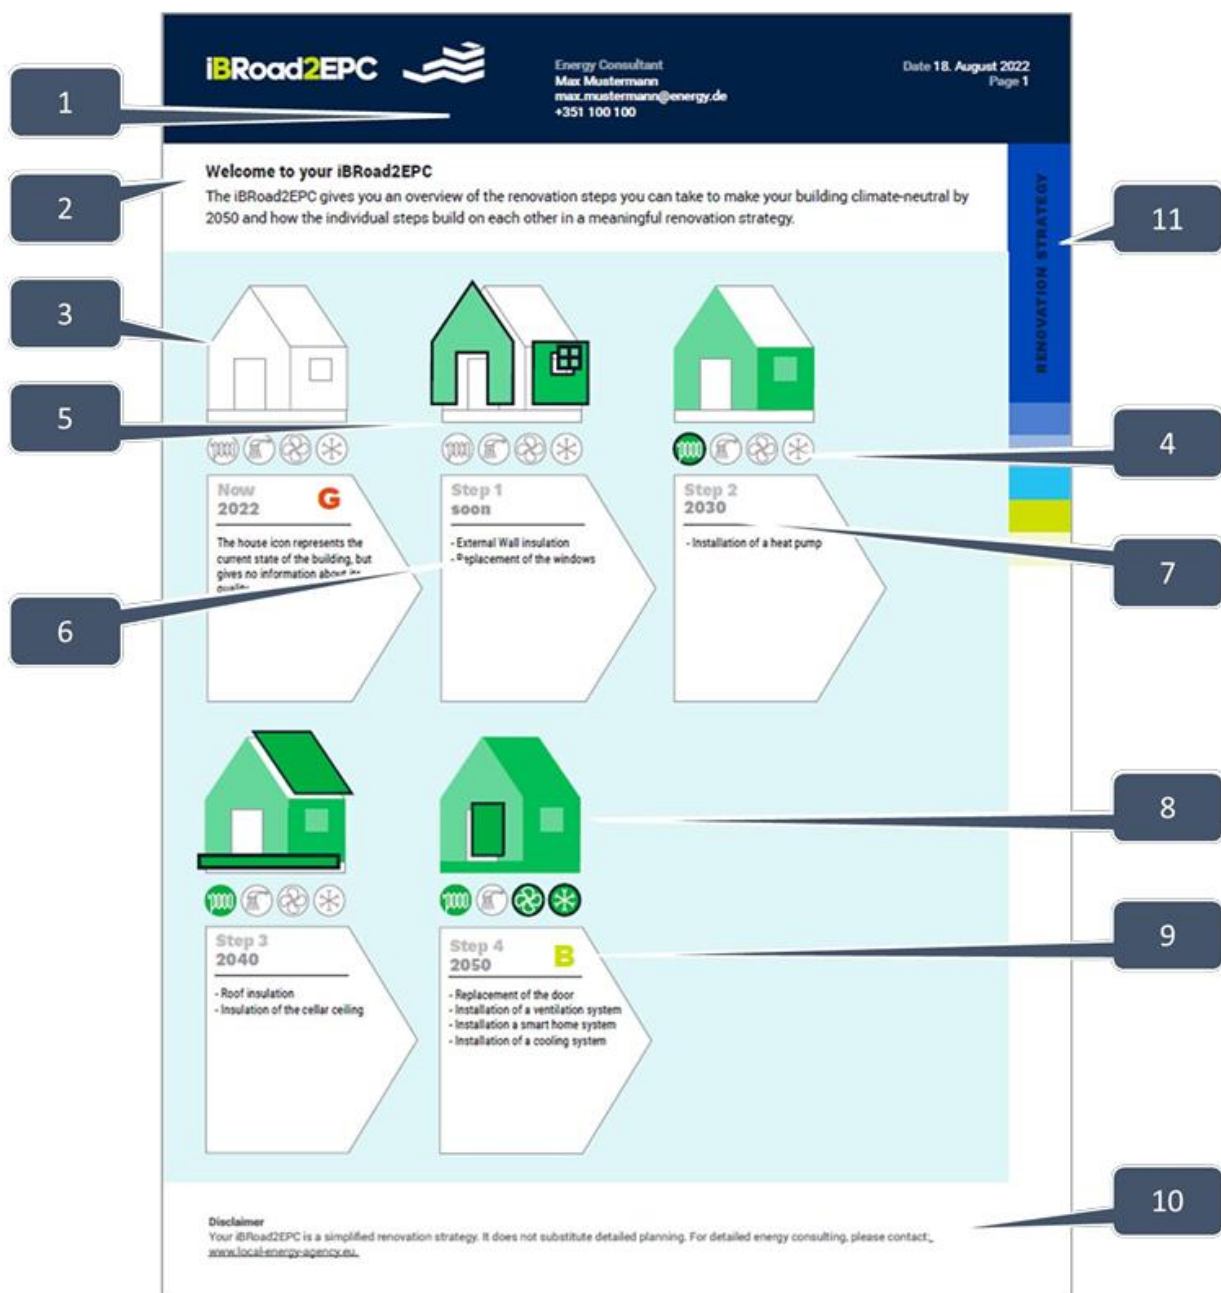 iBRoad2EPC
Energy Consultant
Max Mustermann
max.mustermann@energy.de
+351 100 100
Date 18. August 2022
Page 1
1
Welcome to your iBRoad2EPC
The iBRoad2EPC gives you an overview of the renovation steps you can take to make your building climate-neutral by
2050 and how the individual steps build on each other in a meaningful renovation strategy.
2
RENOVATION STRATEGY
11
3
5
4
Now
2022
G
The house icon represents the
current state of the building, but
gives no information about its
quality
Step 1
soon
- External Wall insulation
- Replacement of the windows
Step 2
2030
- Installation of a heat pump
7
6
8
Step 3
2040
- Roof insulation
- Insulation of the cellar ceiling
Step 4
2050
B
- Replacement of the door
- Installation of a ventilation system
- Installation a smart home system
- Installation of a cooling system
9
10
Disclaimer
Your iBRoad2EPC is a simplified renovation strategy. It does not substitute detailed planning. For detailed energy consulting, please contact:
www.local-energy-agency.eu.